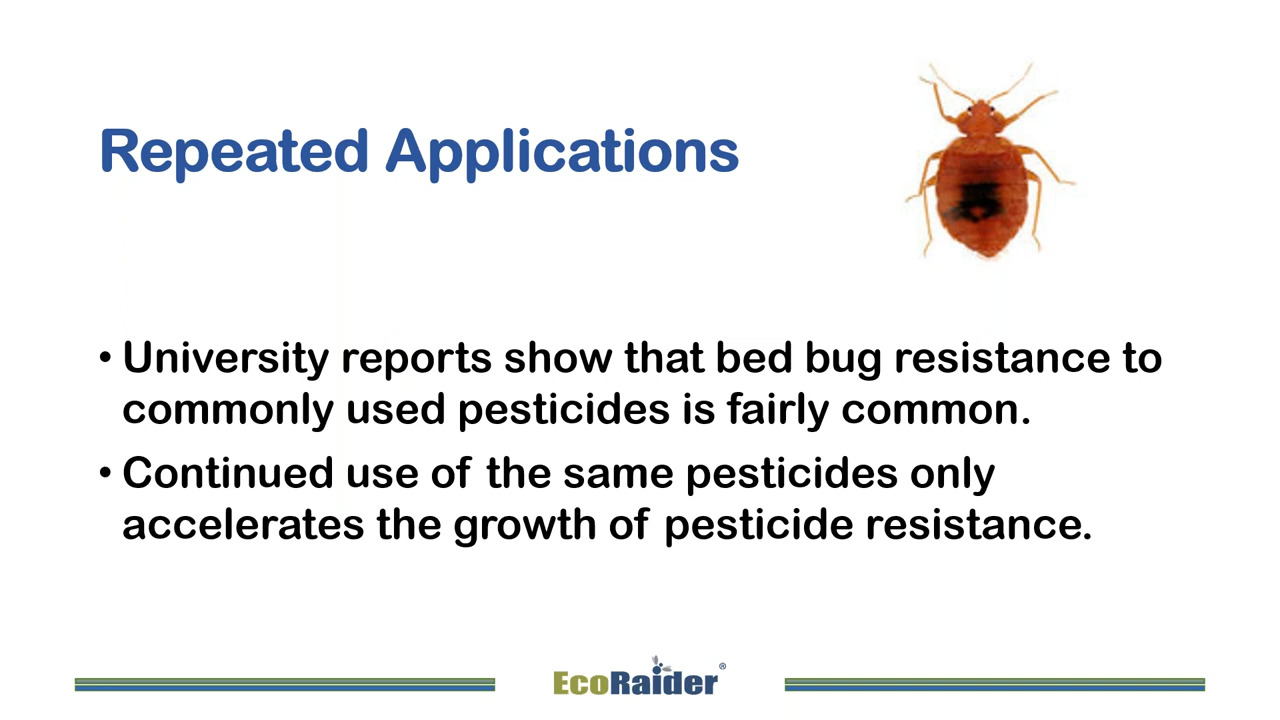 Repeated Applications
• University reports show that bed bug resistance to
commonly used pesticides is fairly common.
• Continued use of the same pesticides only
accelerates the growth of pesticide resistance.
EcoRaider®